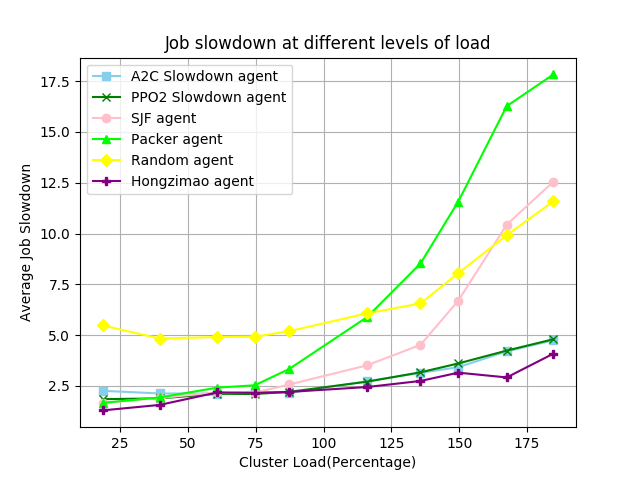 Job slowdown at different levels of load
A2C Slowdown agent
PPO2 Slowdown agent
SJF agent
Packer agent
Random agent
Hongzimao agent
Average Job Slowdown
17.5
15.0
12.5
10.0
7.5
5.0
2.5
25 50 75 100 125 150 175
Cluster Load(Percentage)